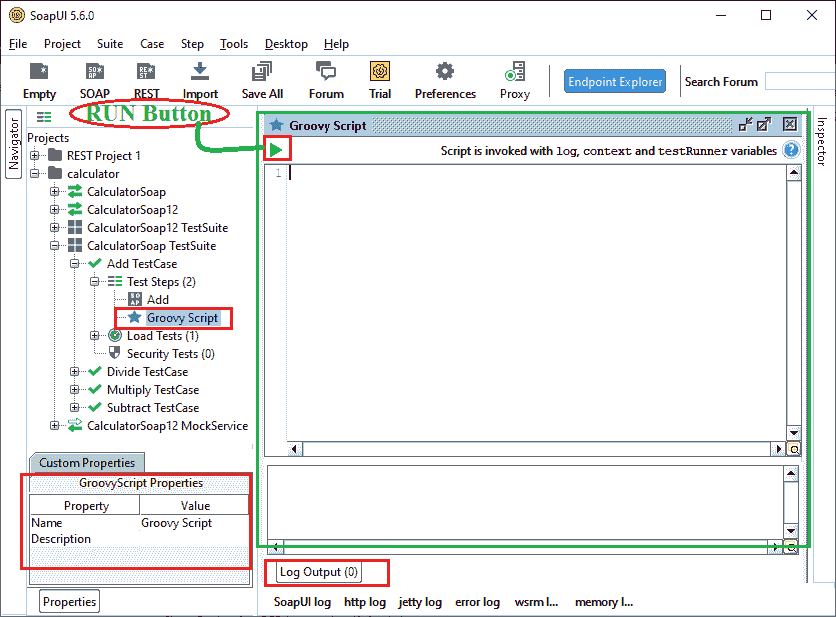 SoapUI 5.6.0
File Project Suite Case Step Tools Desktop Help
Empty SOAP REST Import Save All Forum Trial Preferences Proxy Endpoint Explorer Search Forum
RUN Button
Navigator
Projects
REST Project 1
calculator
CalculatorSoap
CalculatorSoap12
CalculatorSoap12 TestSuite
CalculatorSoap TestSuite
Add TestCase
Test Steps (2)
Add
Groovy Script
Load Tests (1)
Security Tests (0)
Divide TestCase
Multiply TestCase
Subtract TestCase
CalculatorSoap12 MockService
Custom Properties
GroovyScript Properties
Property Value
Name Groovy Script
Description
Properties
Groovy Script
Script is invoked with log, context and testRunner variables
1
Inspector
Log Output (0)
SoapUI log http log jetty log error log wsrm l... memory l...